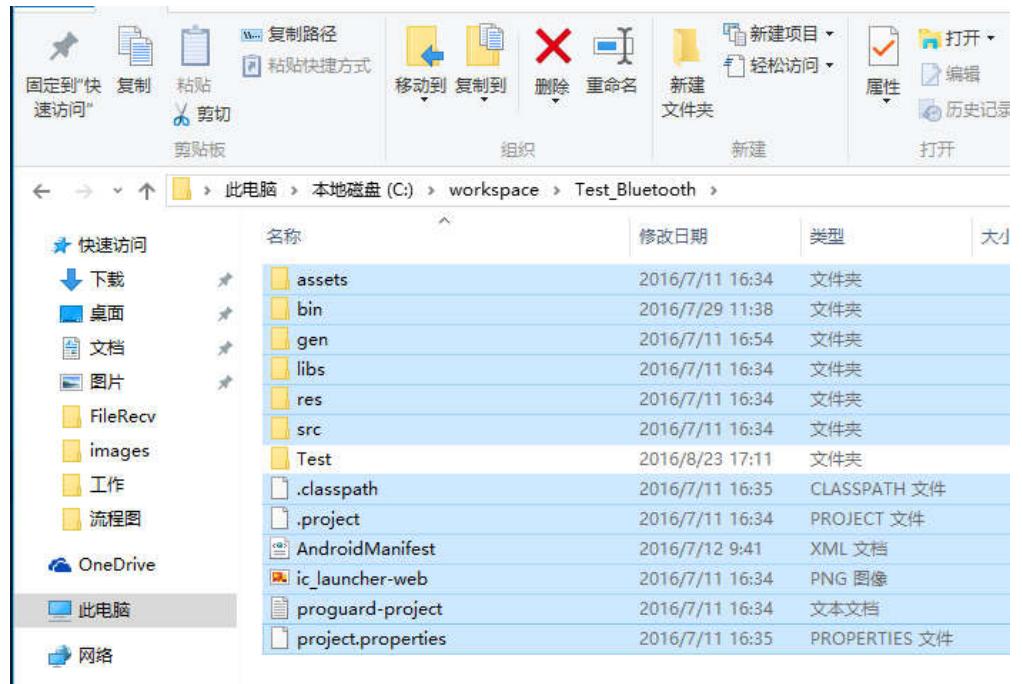 复制路径
粘贴快捷方式
固定到"快
速访问"
复制
粘贴
剪切
移动到
复制到
删除
重命名
新建
文件夹
新建项目
轻松访问
属性
打开
编辑
历史记录
剪贴板
组织
新建
打开
此电脑 本地磁盘 (C:) workspace Test_Bluetooth
快速访问
下载
桌面
文档
图片
FileRecv
images
工作
流程图
OneDrive
此电脑
网络
名称 修改日期 类型
assets 2016/7/11 16:34 文件夹
bin 2016/7/29 11:38 文件夹
gen 2016/7/11 16:54 文件夹
libs 2016/7/11 16:34 文件夹
res 2016/7/11 16:34 文件夹
src 2016/7/11 16:34 文件夹
Test 2016/8/23 17:11 文件夹
.classpath 2016/7/11 16:35 CLASSPATH 文件
.project 2016/7/11 16:34 PROJECT 文件
AndroidManifest 2016/7/12 9:41 XML 文档
ic_launcher-web 2016/7/11 16:34 PNG 图像
proguard-project 2016/7/11 16:34 文本文档
project.properties 2016/7/11 16:35 PROPERTIES 文件